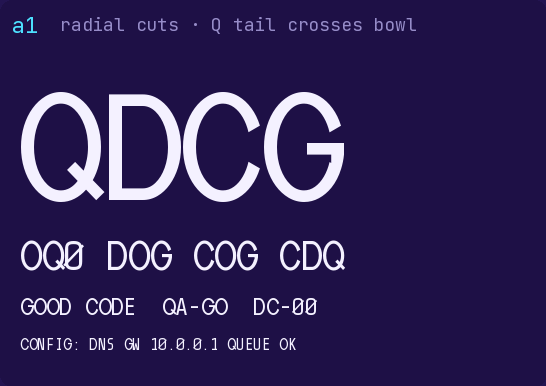 a1 radial cuts · Q tail crosses bowl
QDCG
OQ0 DOG COG CDQ
GOOD CODE QA-GO DC-00
CONFIG: DNS GW 10.0.0.1 QUEUE OK